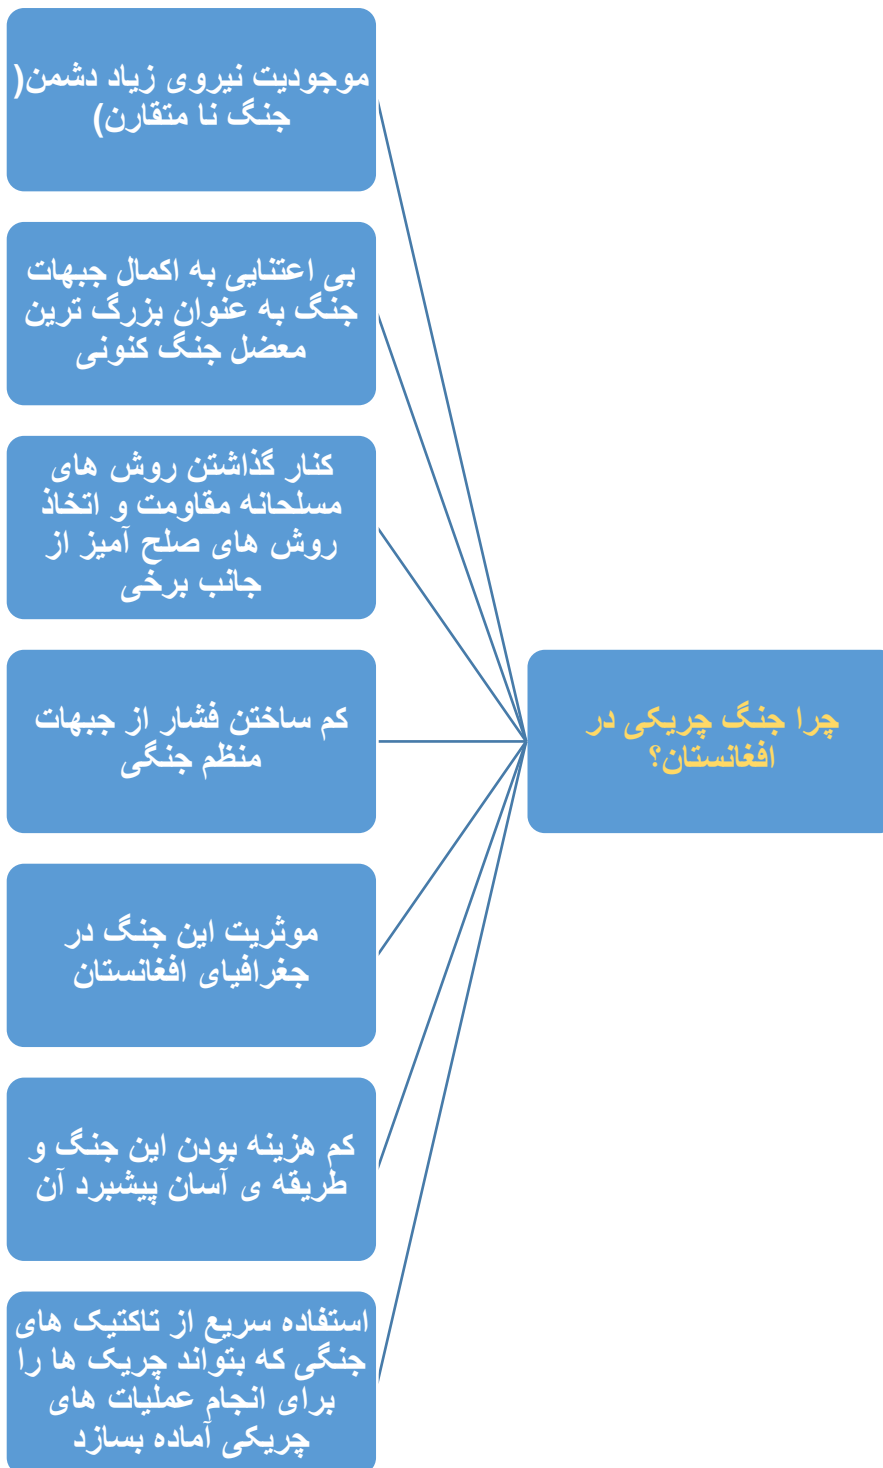 چرا جنگ چریکی در
افغانستان؟
موجودیت نیروی زیاد دشمن(
جنگ نا متقارن)
بی اعتنایی به اکمال جبهات
جنگ به عنوان بزرگ ترین
معضل جنگ کنونی
کنار گذاشتن روش های
مسلحانه مقاومت و اتخاذ
روش های صلح آمیز از
جانب برخی
کم ساختن فشار از جبهات
منظم جنگی
موثریت این جنگ در
جغرافیای افغانستان
کم هزینه بودن این جنگ و
طریقه ی آسان پیشبرد آن
استفاده سریع از تاکتیک های
جنگی که بتواند چریک ها را
برای انجام عملیات های
چریکی آماده بسازد